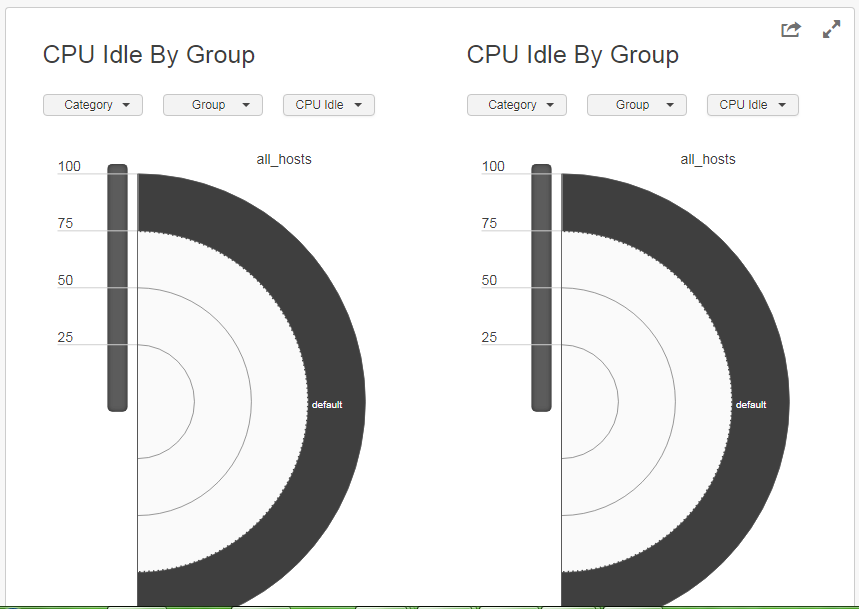 CPU Idle By Group
Category
Group
CPU Idle
all_hosts
100
75
50
25
default
CPU Idle By Group
Category
Group
CPU Idle
all_hosts
100
75
50
25
default